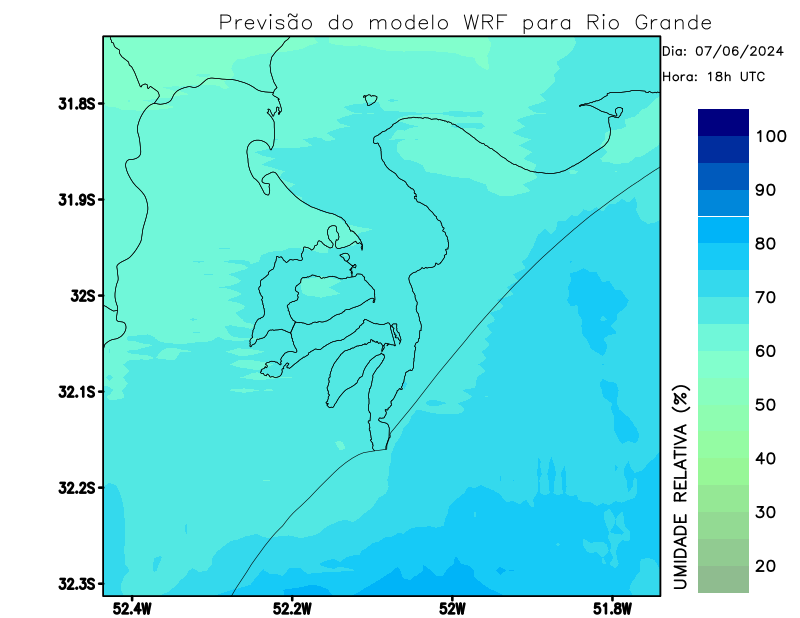 Previsão do modelo WRF para Rio Grande
Dia: 07/06/2024
Hora: 18h UTC
31.8S
31.9S
32S
32.1S
32.2S
32.3S
52.4W
52.2W
52W
51.8W
100
90
80
70
60
50
40
30
20
UMIDADE RELATIVA (%)